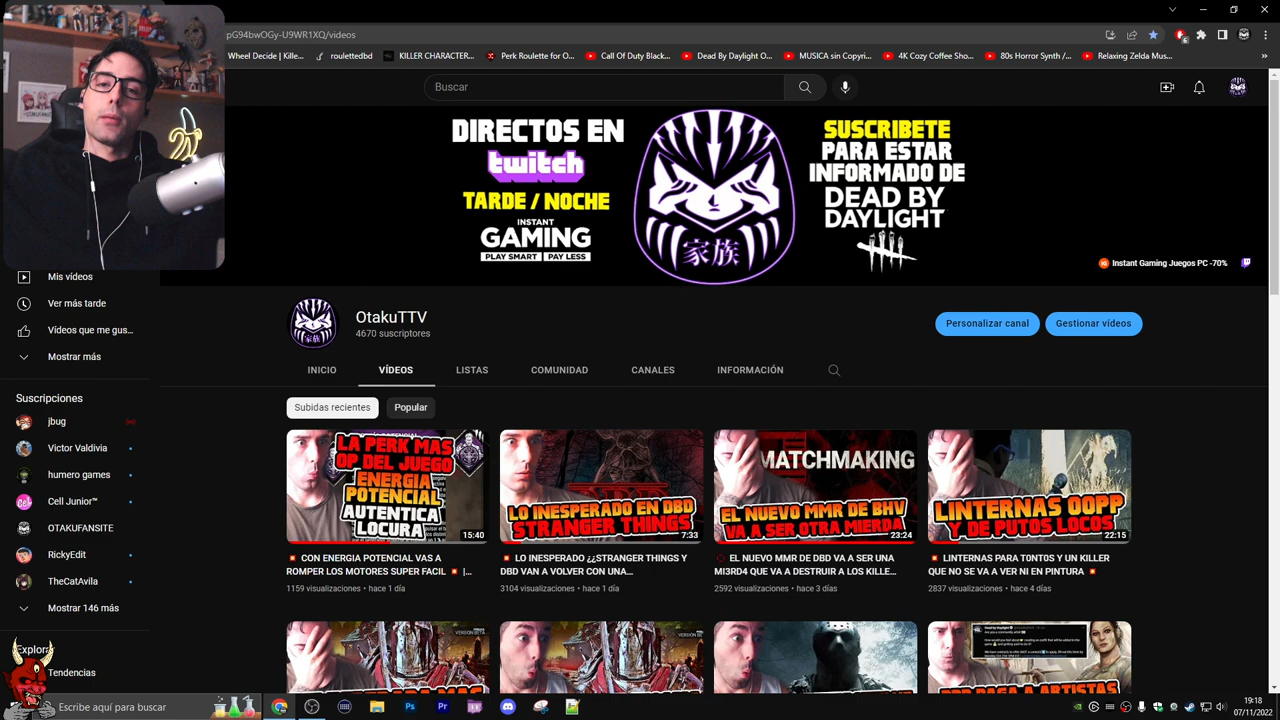 pG94bwOGy-U9WR1XQ/videos
Wheel Decide | Kille...
roulettedbd
KILLER CHARACTER...
Perk Roulette for O...
Call Of Duty Black...
Dead By Daylight O...
MUSICA sin Copyri...
4K Cozy Coffee Sho...
80s Horror Synth /...
Relaxing Zelda Mus...
Buscar
DIRECTOS EN
twitch
TARDE / NOCHE
INSTANT
GAMING
PLAY SMART | PAY LESS
家族
SUSCRIBETE
PARA ESTAR
INFORMADO DE
DEAD BY
DAYLIGHT
Instant Gaming Juegos PC -70%
Mis vídeos
Ver más tarde
Vídeos que me gus...
Mostrar más
Suscripciones
jbug
Victor Valdivia
humero games
Cell Junior™
OTAKUFANSITE
RickyEdit
TheCatAvila
Mostrar 146 más
Explora
Tendencias
OtakuTTV
4670 suscriptores
Personalizar canal
Gestionar vídeos
INICIO
VÍDEOS
LISTAS
COMUNIDAD
CANALES
INFORMACIÓN
Subidas recientes
Popular
LA PERK MAS
OP DEL JUEGO
ENERGIA
POTENCIAL
AUTENTICA
LOCURA
15:40
💥 CON ENERGIA POTENCIAL VAS A
ROMPER LOS MOTORES SUPER FACIL 💥 |...
1159 visualizaciones • hace 1 día
LO INESPERADO EN DBD
STRANGER THINGS
7:33
💥 LO INESPERADO ¿¿STRANGER THINGS Y
DBD VAN A VOLVER CON UNA...
3104 visualizaciones • hace 1 día
MATCHMAKING
EL NUEVO MMR DE BHV
VA A SER OTRA MIERDA
23:24
EL NUEVO MMR DE DBD VA A SER UNA
MI3RD4 QUE VA A DESTRUIR A LOS KILLE...
2592 visualizaciones • hace 3 días
LINTERNAS OOPP
Y DE PUTOS LOCOS
22:15
💥 LINTERNAS PARA T0NT0S Y UN KILLER
QUE NO SE VA A VER NI EN PINTURA 💥
2837 visualizaciones • hace 4 días
VERSIÓN BETA
DBD PAGA A ARTISTAS
Escribe aquí para buscar
19:18
07/11/2022